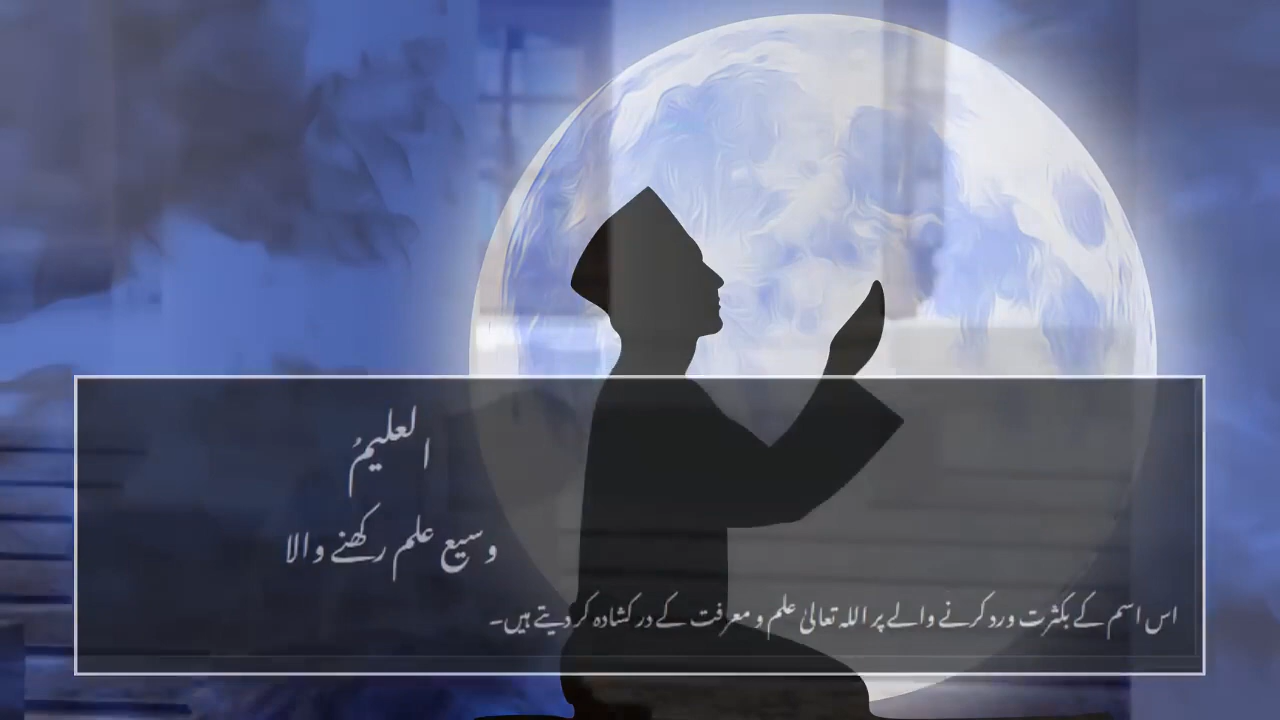 العلیمُ
وسیع علم رکھنے والا
اس اسم کے بکثرت ورد کرنے والے پر اللہ تعالیٰ علم و معرفت کے در کشادہ کر دیتے ہیں۔